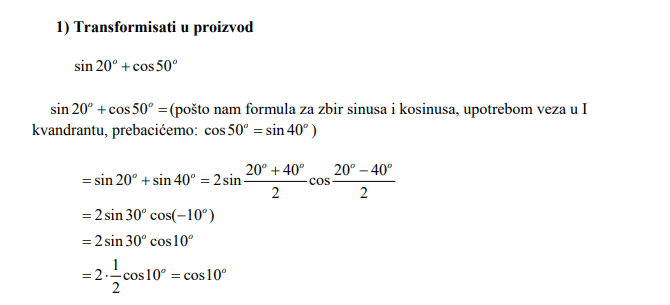 1) Transformisati u proizvod
sin 20° + cos 50°
sin 20° + cos 50° = (pošto nam formula za zbir sinusa i kosinusa, upotrebom veza u I
kvandrantu, prebacićemo: cos 50° = sin 40° )
= sin 20° + sin 40° = 2 sin (20° + 40°)/2 cos (20° − 40°)/2
= 2 sin 30° cos(−10°)
= 2 sin 30° cos 10°
= 2 · 1/2 cos 10° = cos 10°